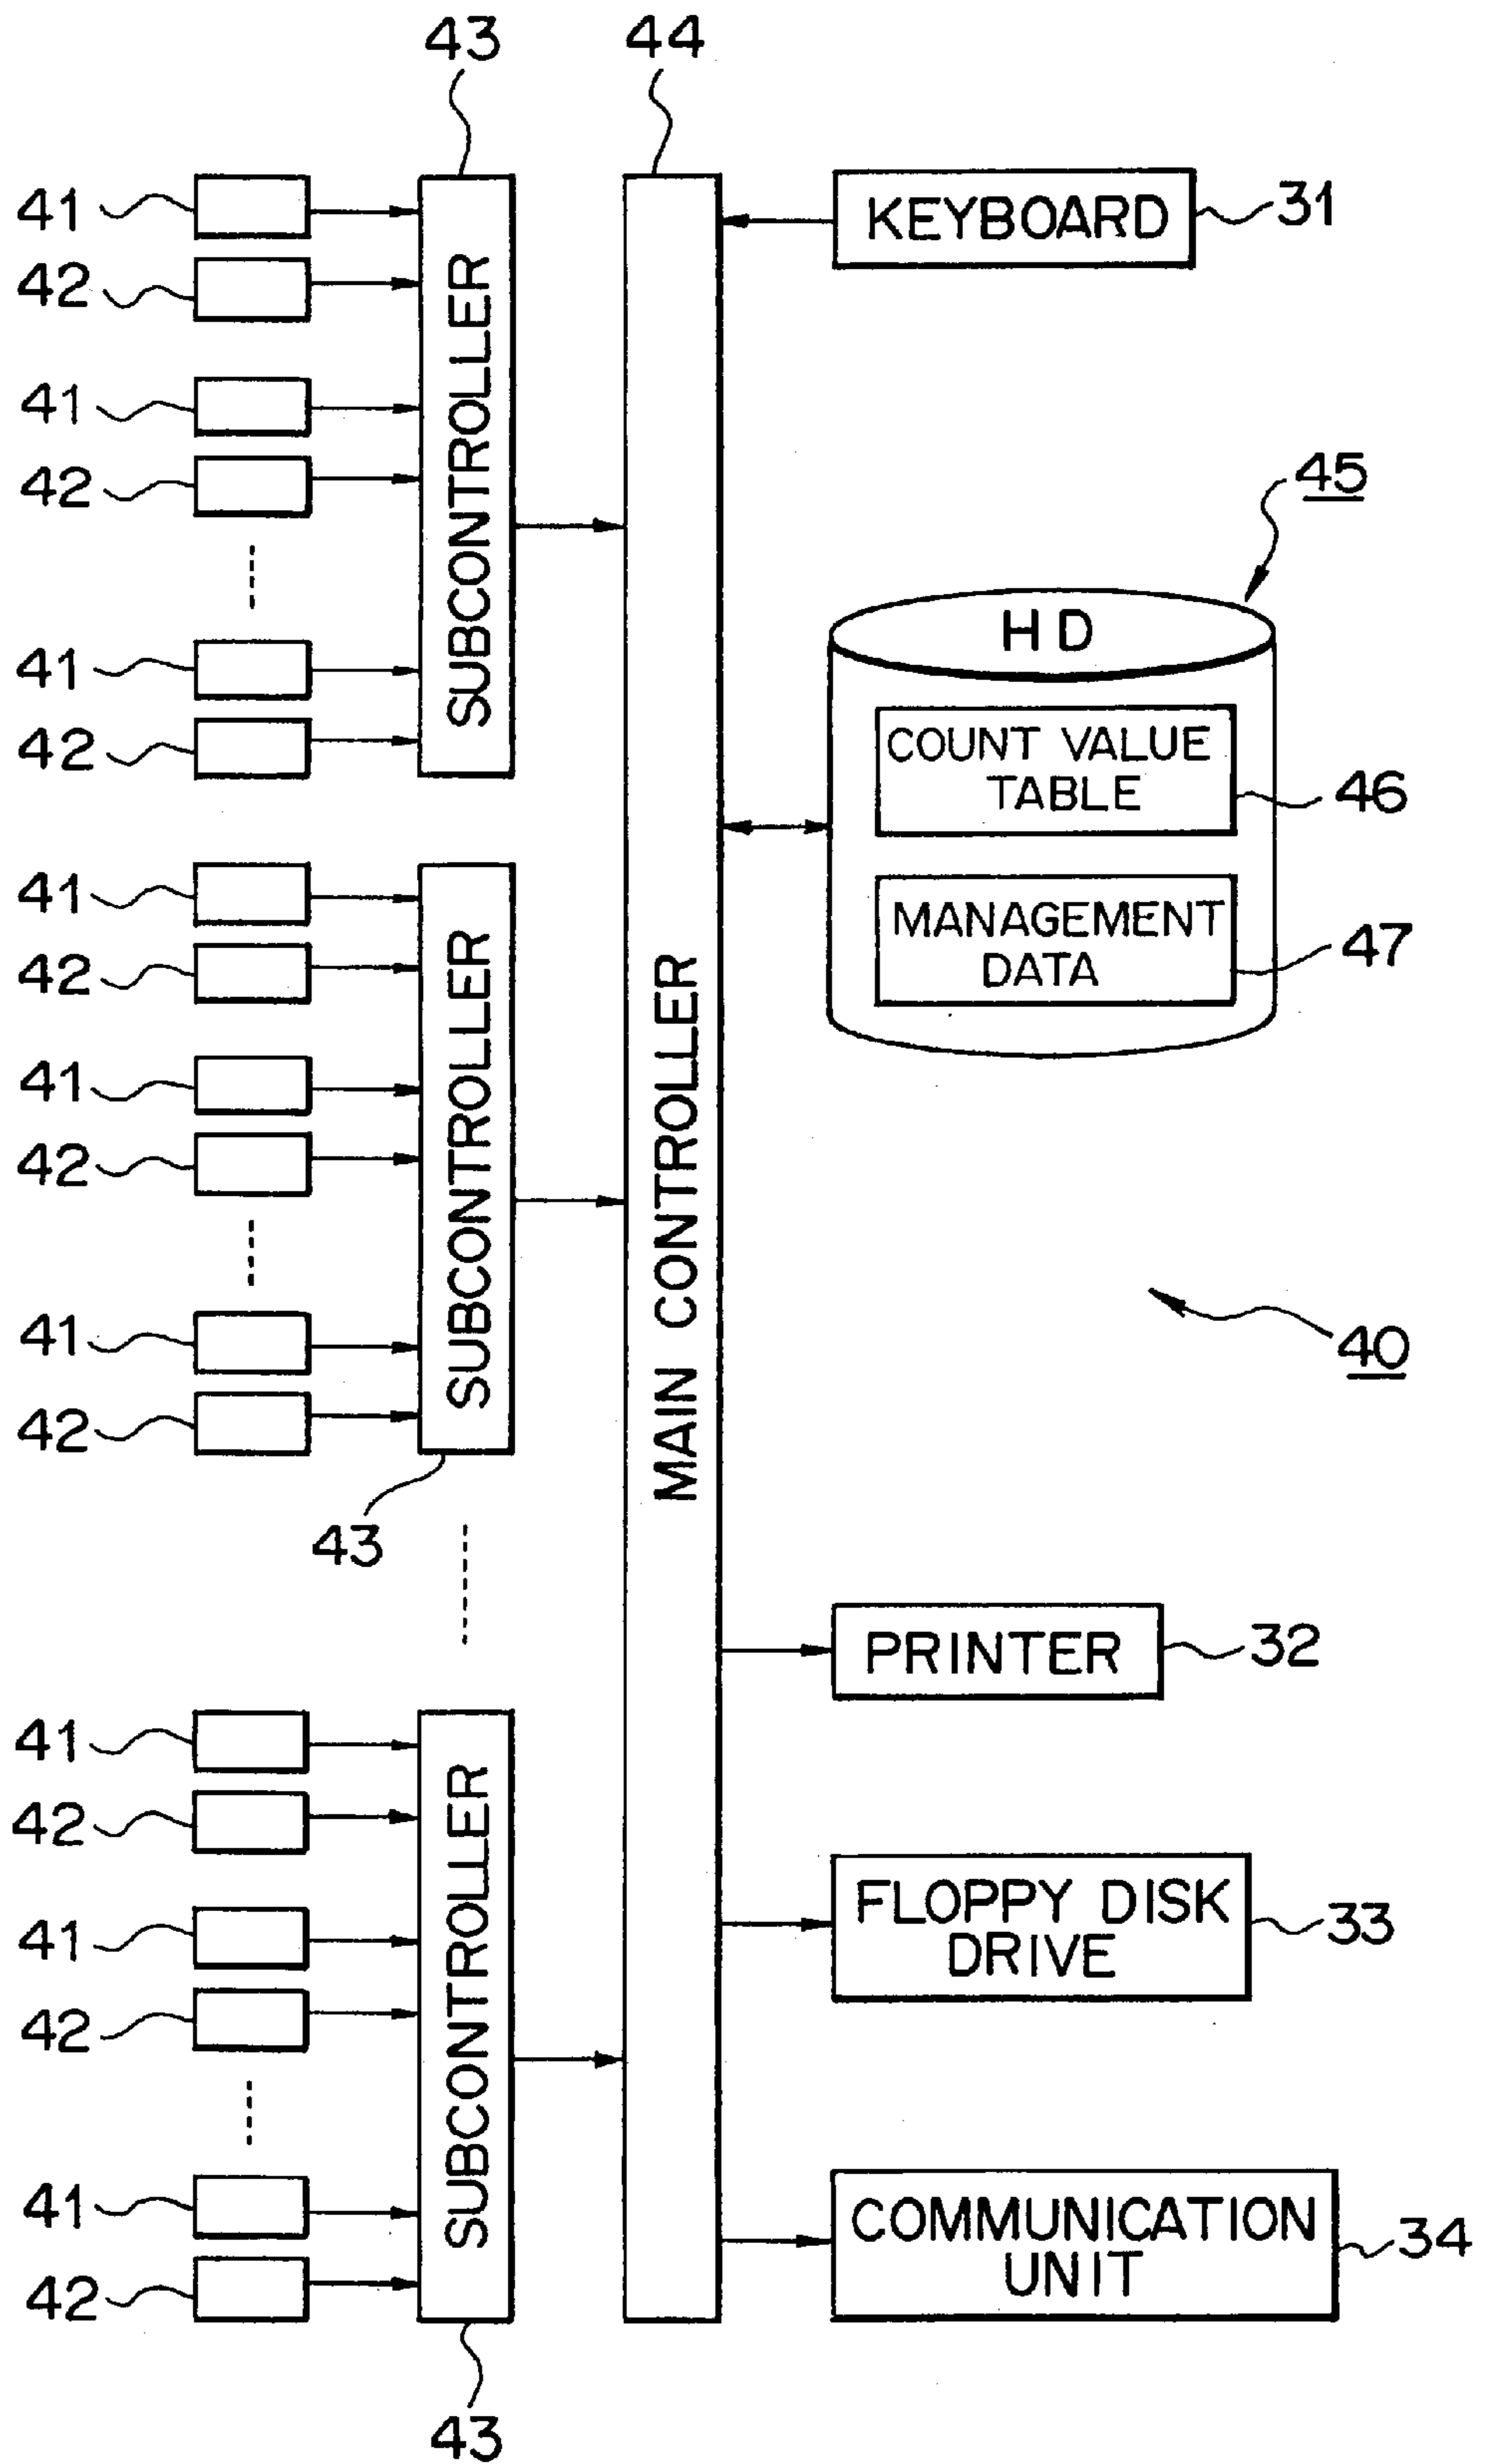 43
44
41
42
41
42
41
42
SUBCONTROLLER
41
42
41
42
41
42
SUBCONTROLLER
43
41
42
41
42
41
42
SUBCONTROLLER
43
MAIN CONTROLLER
KEYBOARD
31
45
HD
COUNT VALUE
TABLE
46
MANAGEMENT
DATA
47
40
PRINTER
32
FLOPPY DISK
DRIVE
33
COMMUNICATION
UNIT
34